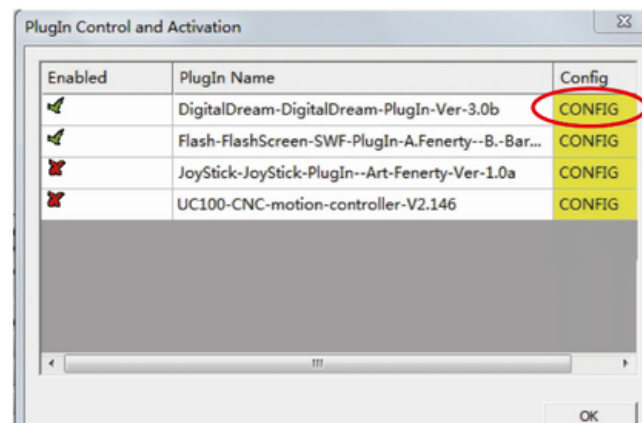 PlugIn Control and Activation
Enabled PlugIn Name Config
DigitalDream-DigitalDream-PlugIn-Ver-3.0b CONFIG
Flash-FlashScreen-SWF-PlugIn-A.Fenerty--B.-Bar... CONFIG
JoyStick-JoyStick-PlugIn--Art-Fenerty-Ver-1.0a CONFIG
UC100-CNC-motion-controller-V2.146 CONFIG
OK